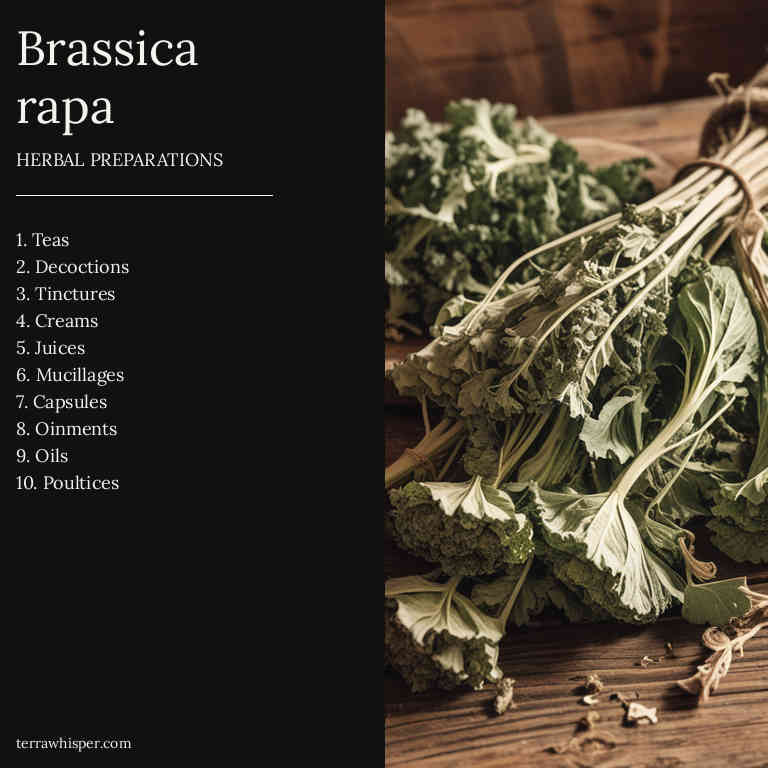 Brassica
rapa
HERBAL PREPARATIONS
1. Teas
2. Decoctions
3. Tinctures
4. Creams
5. Juices
6. Mucillages
7. Capsules
8. Oinments
9. Oils
10. Poultices
terrawhisper.com